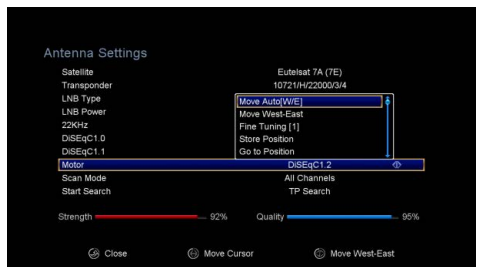 Antenna Settings
Satellite Eutelsat 7A (7E)
Transponder 10721/H/22000/3/4
LNB Type Move Auto[W/E]
LNB Power Move West-East
22KHz Fine Tuning [1]
DiSEqC1.0 Store Position
DiSEqC1.1 Go to Position
Motor DiSEqC1.2
Scan Mode All Channels
Start Search TP Search
Strength 92% Quality 95%
Close Move Cursor Move West-East